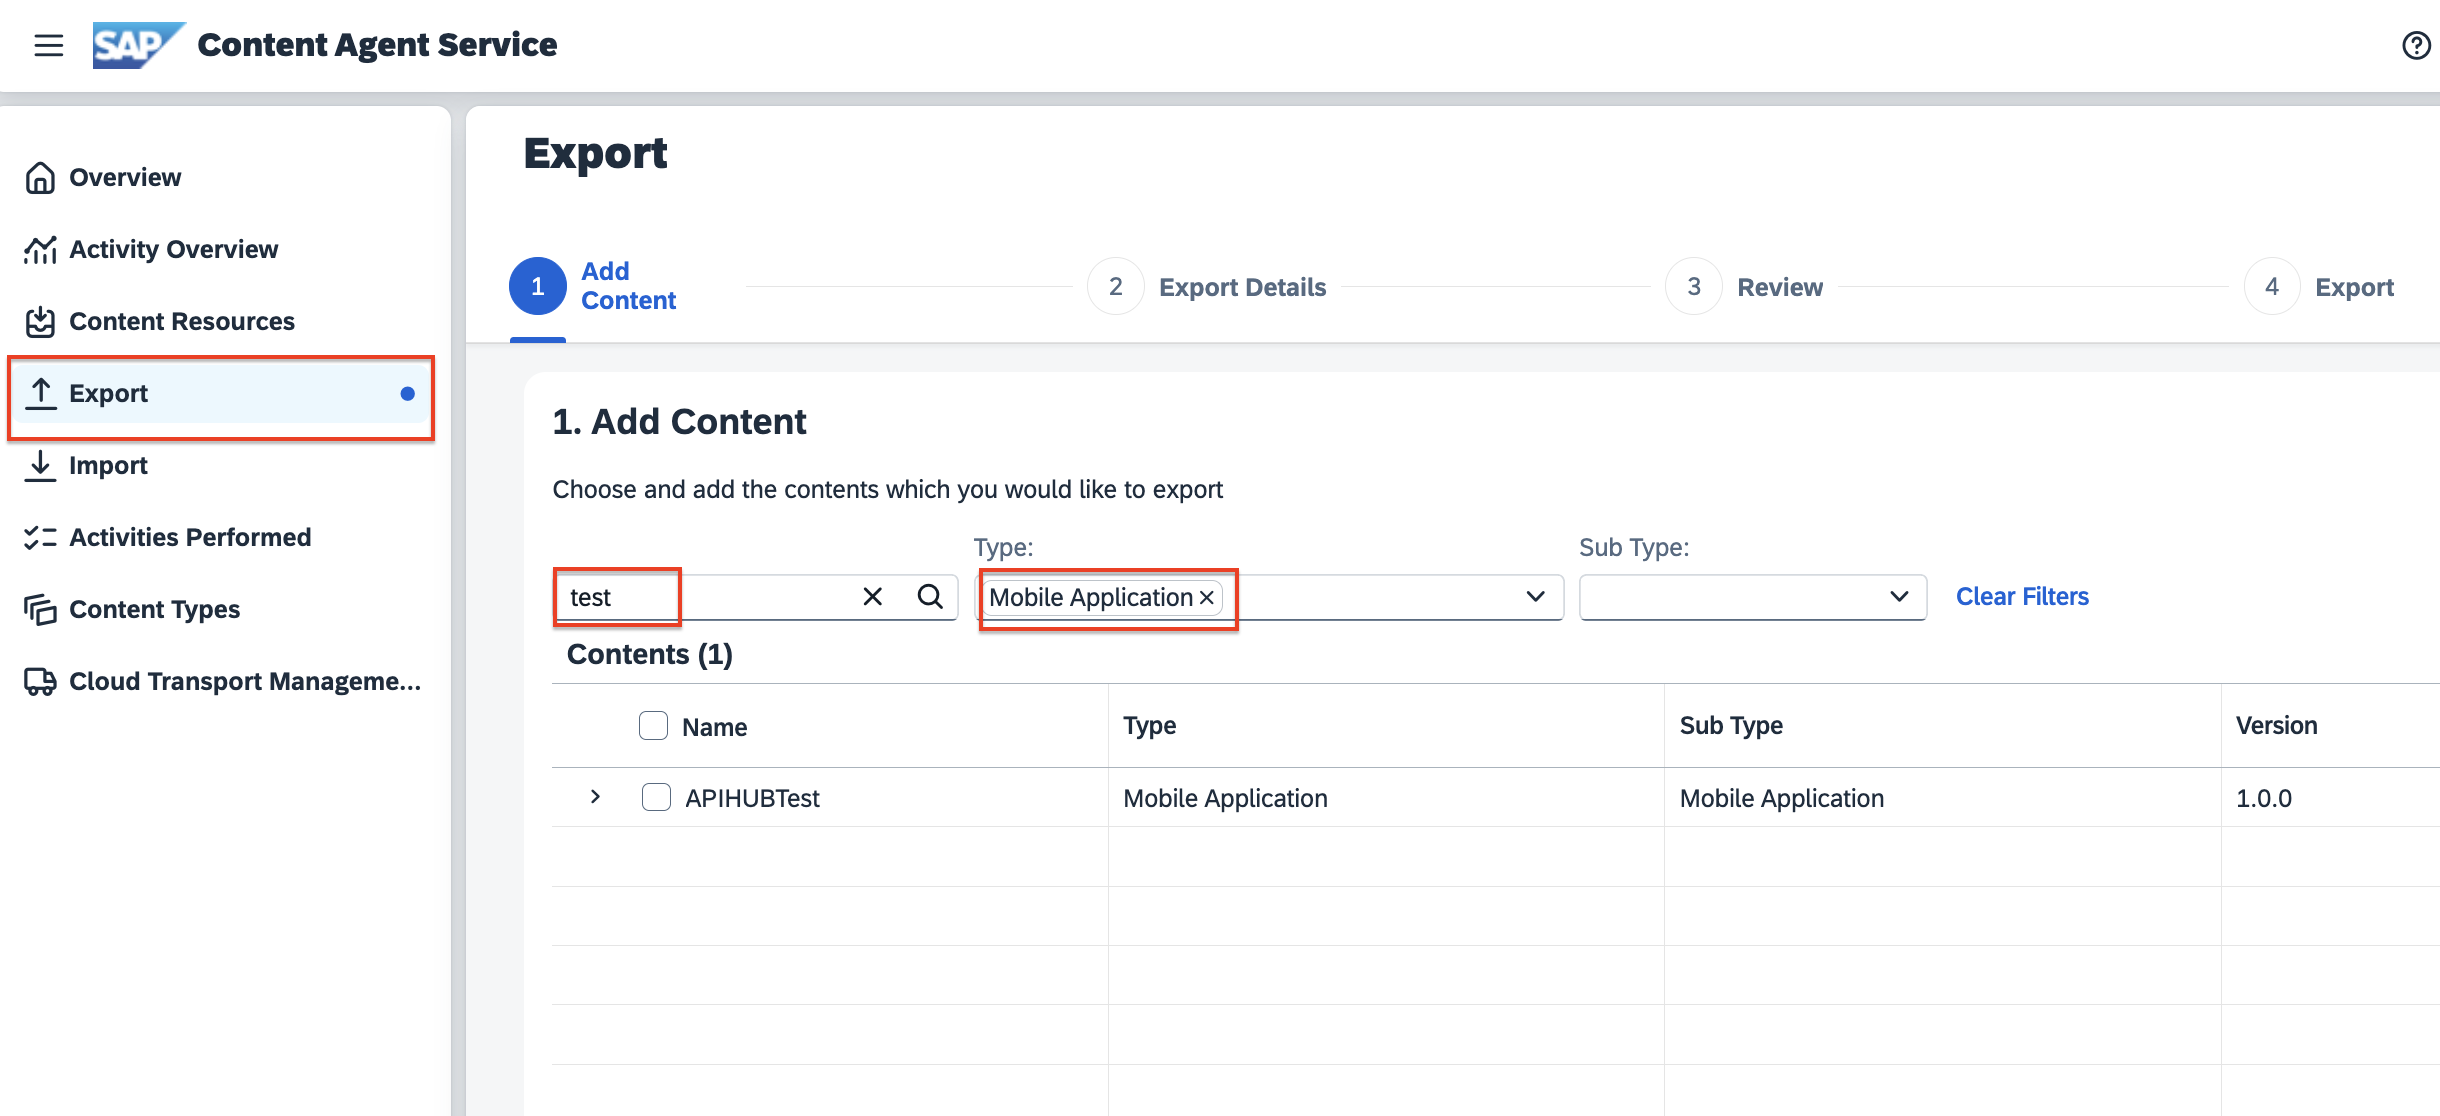 SAP Content Agent Service
Overview
Activity Overview
Content Resources
Export
Import
Activities Performed
Content Types
Cloud Transport Manageme...
Export
1 Add Content
2 Export Details
3 Review
4 Export
1. Add Content
Choose and add the contents which you would like to export
Type:
Sub Type:
test
Mobile Application
Clear Filters
Contents (1)
Name Type Sub Type Version
APIHUBTest Mobile Application Mobile Application 1.0.0